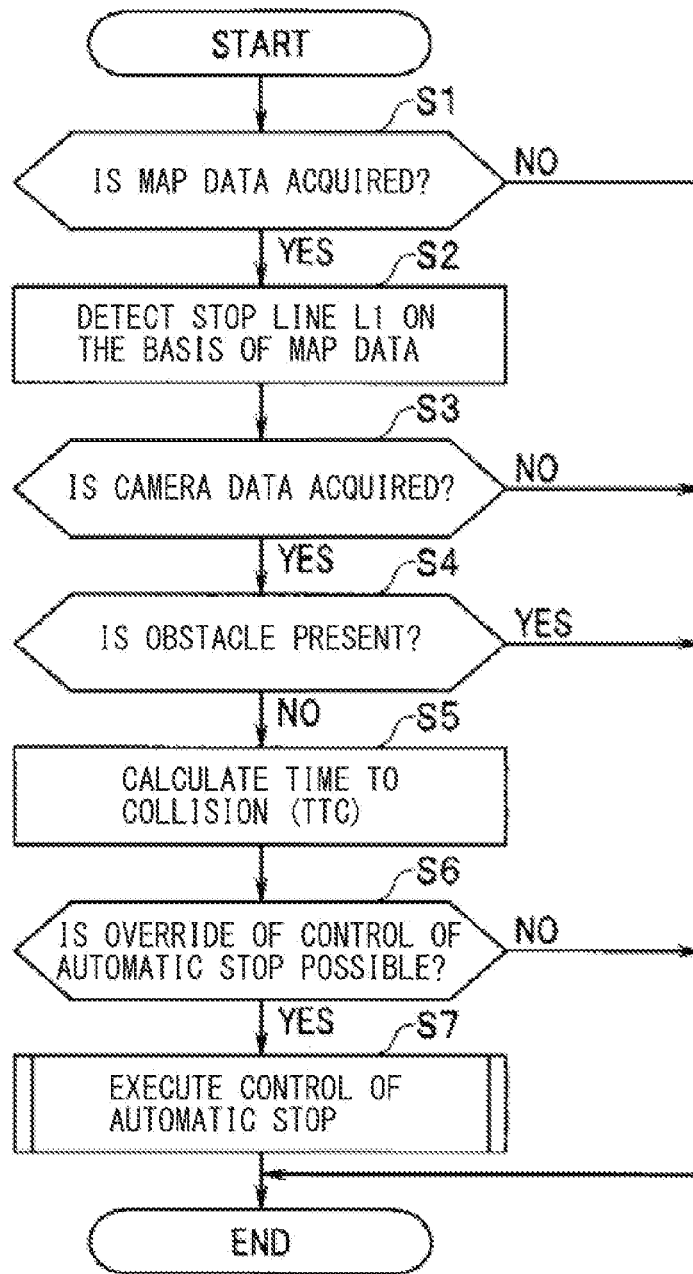 START
S1
IS MAP DATA ACQUIRED?
NO
YES
S2
DETECT STOP LINE L1 ON
THE BASIS OF MAP DATA
S3
IS CAMERA DATA ACQUIRED?
NO
YES
S4
IS OBSTACLE PRESENT?
YES
NO
S5
CALCULATE TIME TO
COLLISION (TTC)
S6
IS OVERRIDE OF CONTROL OF
AUTOMATIC STOP POSSIBLE?
NO
YES
S7
EXECUTE CONTROL OF
AUTOMATIC STOP
END